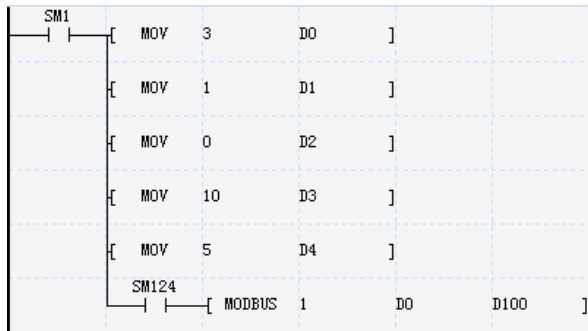 SM1
[ MOV 3 D0 ]
[ MOV 1 D1 ]
[ MOV 0 D2 ]
[ MOV 10 D3 ]
[ MOV 5 D4 ]
SM124
[ MODBUS 1 D0 D100 ]